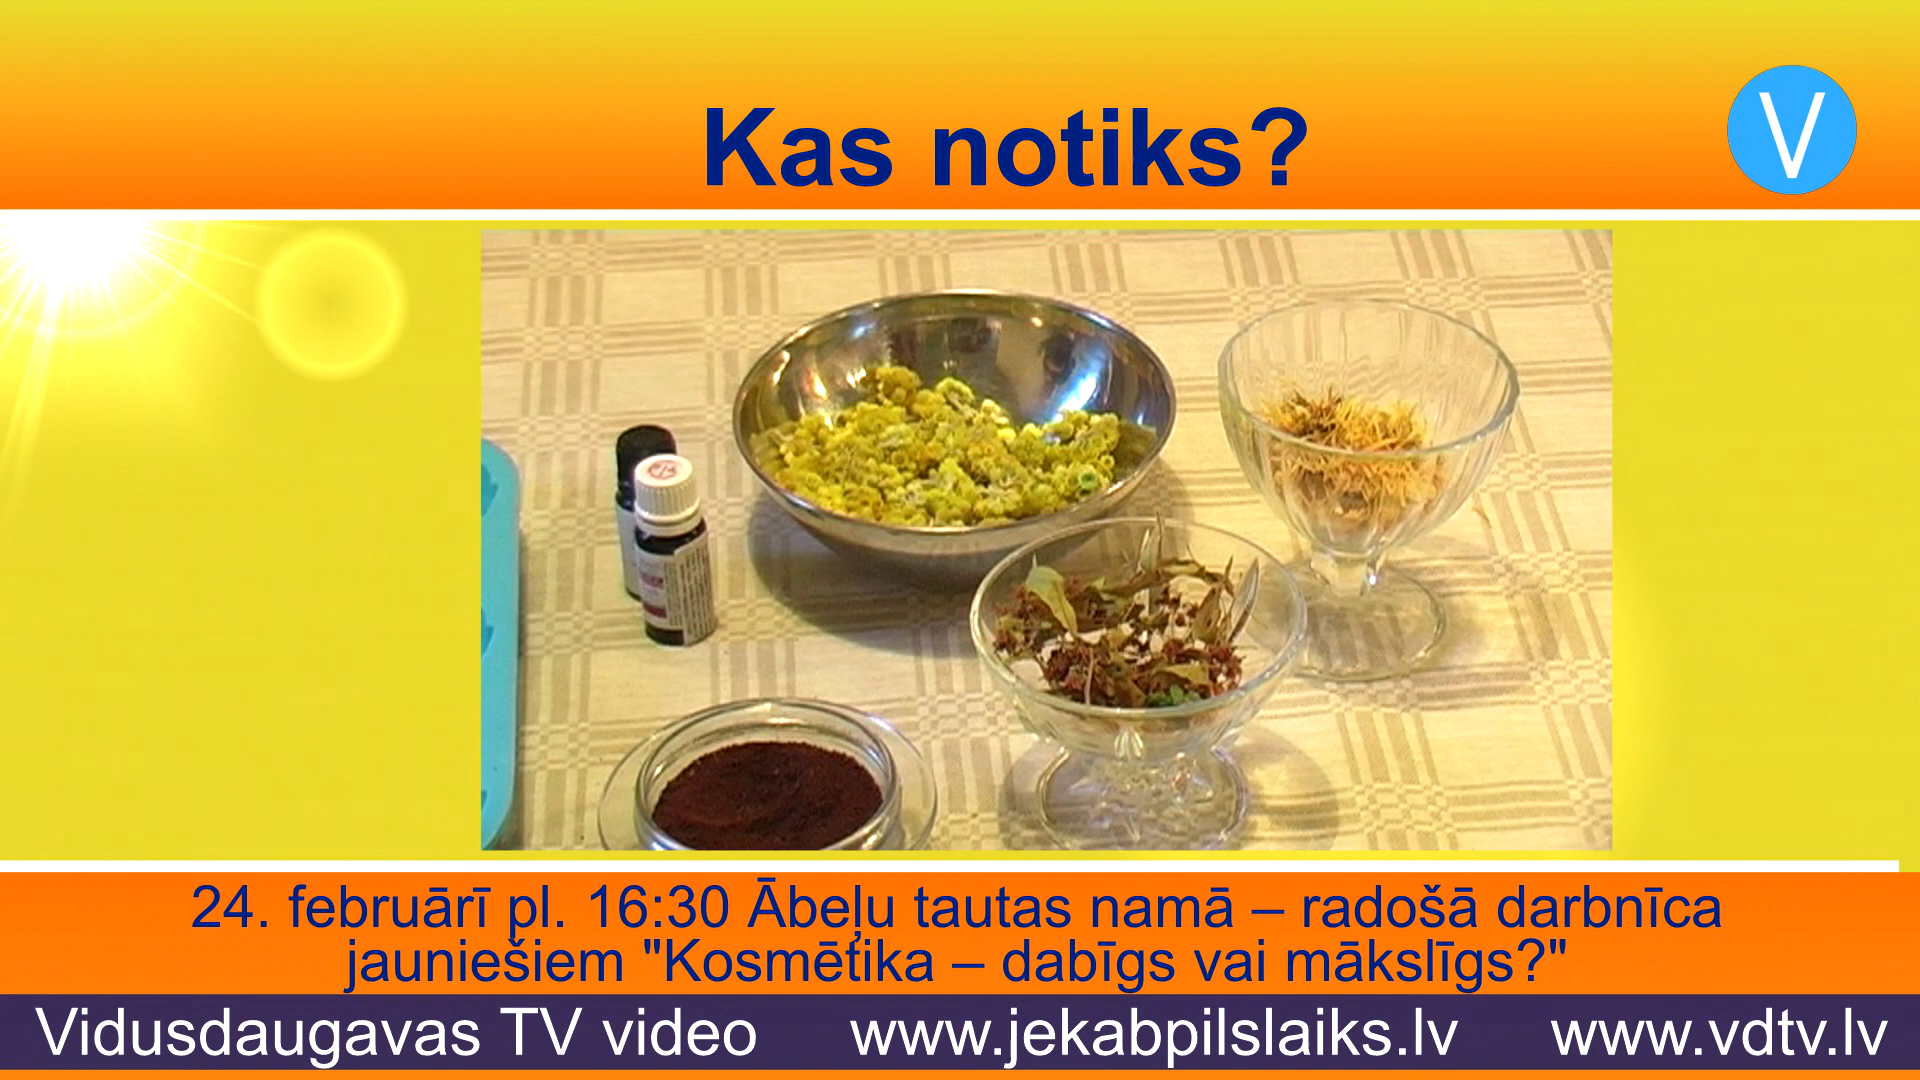 Kas notiks?
V
24. februārī pl. 16:30 Ābeļu tautas namā – radošā darbnīca
jauniešiem "Kosmētika – dabīgs vai mākslīgs?"
Vidusdaugavas TV video www.jekabpilslaiks.lv www.vdtv.lv